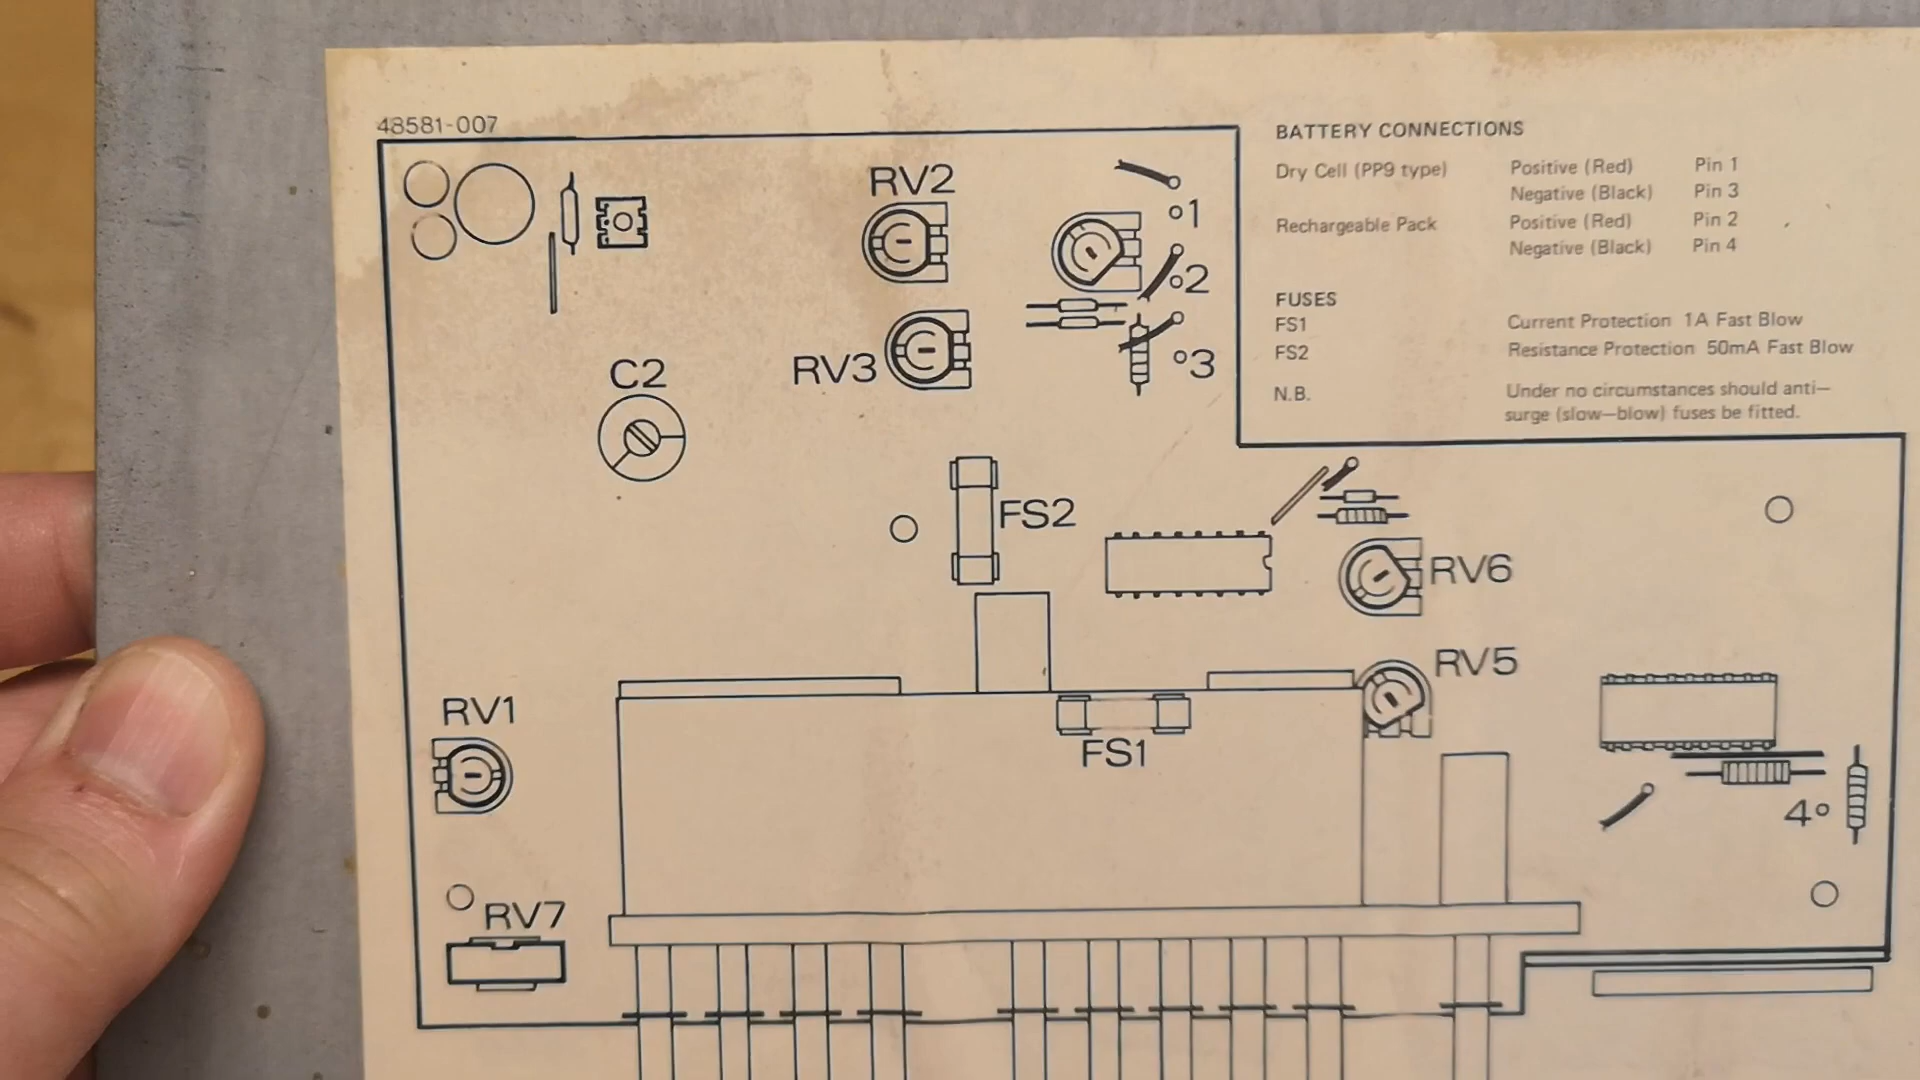 48581-007
BATTERY CONNECTIONS
Dry Cell (PP9 type) Positive (Red) Pin 1
Negative (Black) Pin 3
Rechargeable Pack Positive (Red) Pin 2
Negative (Black) Pin 4
FUSES
FS1 Current Protection 1A Fast Blow
FS2 Resistance Protection 50mA Fast Blow
N.B. Under no circumstances should anti—
surge (slow—blow) fuses be fitted.
RV2
1
2
RV3
3
C2
FS2
RV6
RV5
RV1
FS1
4
RV7